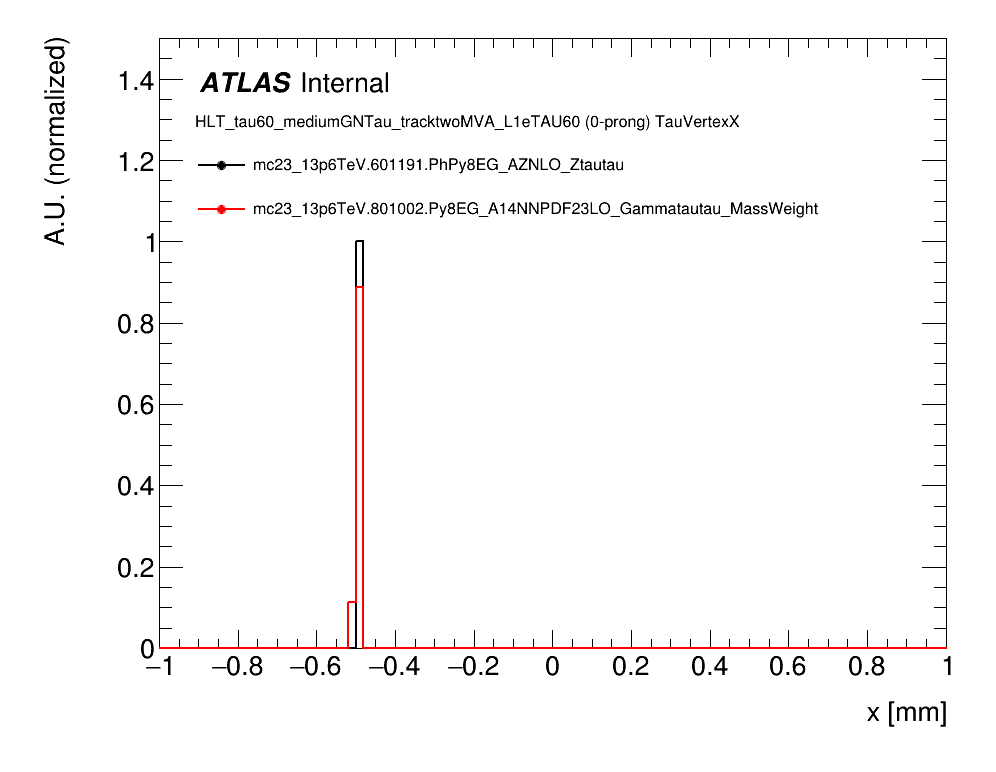 A.U. (normalized)
ATLAS Internal
HLT_tau60_mediumGNTau_tracktwoMVA_L1eTAU60 (0-prong) TauVertexX
mc23_13p6TeV.601191.PhPy8EG_AZNLO_Ztautau
mc23_13p6TeV.801002.Py8EG_A14NNPDF23LO_Gammatautau_MassWeight
1.4
1.2
1
0.8
0.6
0.4
0.2
0
−1 −0.8 −0.6 −0.4 −0.2 0 0.2 0.4 0.6 0.8 1
x [mm]